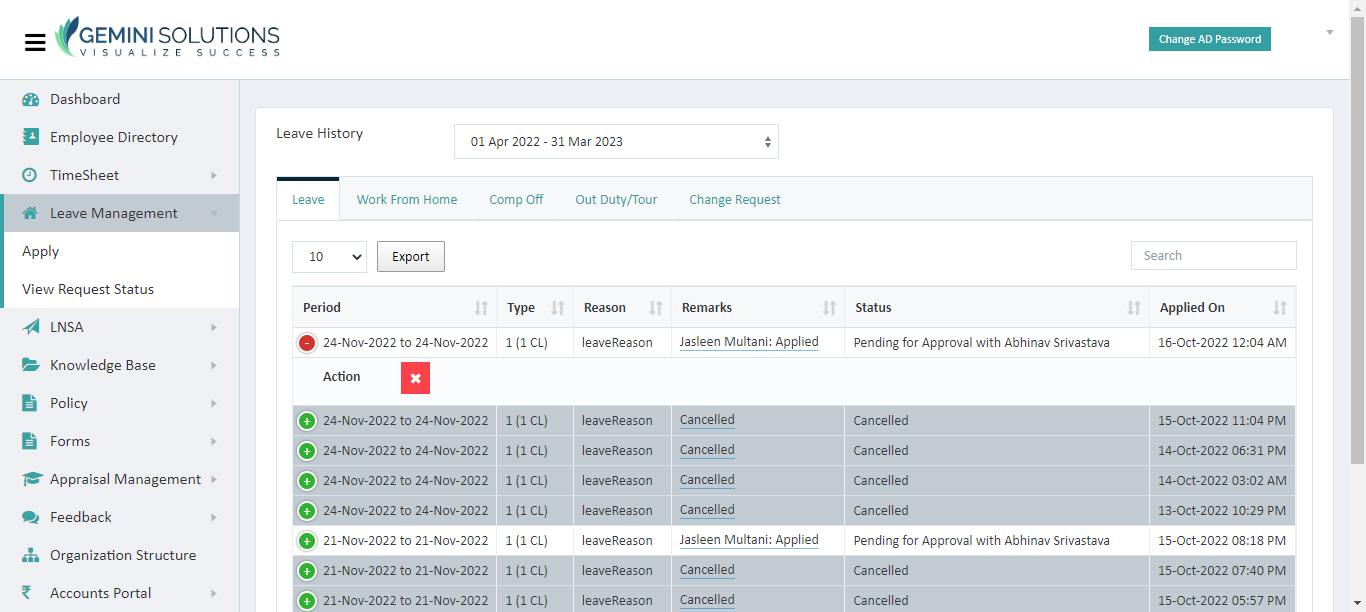 GEMINI SOLUTIONS
VISUALIZE SUCCESS
Change AD Password
Dashboard
Employee Directory
TimeSheet
Leave Management
Apply
View Request Status
LNSA
Knowledge Base
Policy
Forms
Appraisal Management
Feedback
Organization Structure
Accounts Portal
Leave History
01 Apr 2022 - 31 Mar 2023
Leave Work From Home Comp Off Out Duty/Tour Change Request
10 Export Search
Period Type Reason Remarks Status Applied On
24-Nov-2022 to 24-Nov-2022 1 (1 CL) leaveReason Jasleen Multani: Applied Pending for Approval with Abhinav Srivastava 16-Oct-2022 12:04 AM
Action
24-Nov-2022 to 24-Nov-2022 1 (1 CL) leaveReason Cancelled Cancelled 15-Oct-2022 11:04 PM
24-Nov-2022 to 24-Nov-2022 1 (1 CL) leaveReason Cancelled Cancelled 14-Oct-2022 06:31 PM
24-Nov-2022 to 24-Nov-2022 1 (1 CL) leaveReason Cancelled Cancelled 14-Oct-2022 03:02 AM
24-Nov-2022 to 24-Nov-2022 1 (1 CL) leaveReason Cancelled Cancelled 13-Oct-2022 10:29 PM
21-Nov-2022 to 21-Nov-2022 1 (1 CL) leaveReason Jasleen Multani: Applied Pending for Approval with Abhinav Srivastava 15-Oct-2022 08:18 PM
21-Nov-2022 to 21-Nov-2022 1 (1 CL) leaveReason Cancelled Cancelled 15-Oct-2022 07:40 PM
21-Nov-2022 to 21-Nov-2022 1 (1 CL) leaveReason Cancelled Cancelled 15-Oct-2022 05:57 PM